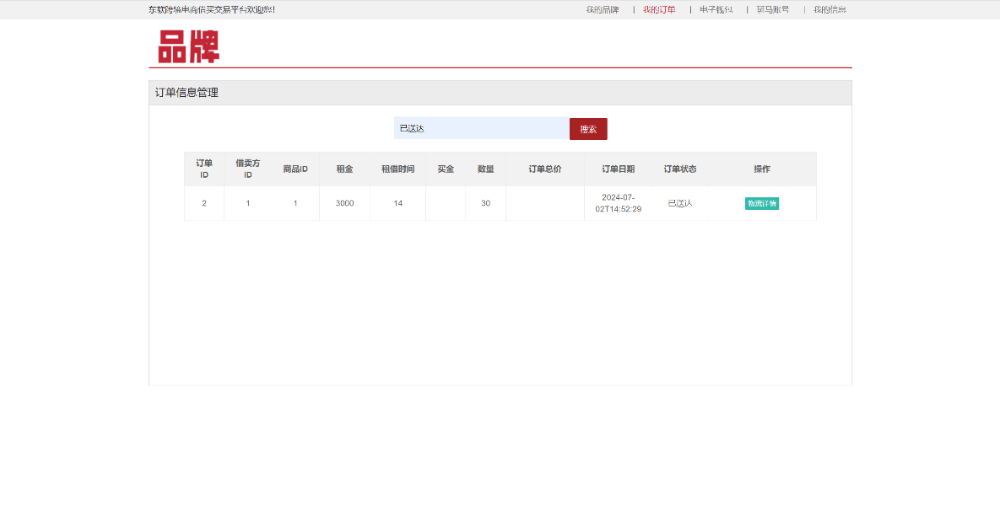 东软跨境电商借买交易平台欢迎您！
我的品牌 | 我的订单 | 电子钱包 | 斑马账号 | 我的信息
品牌
订单信息管理
已送达 搜索
订单ID 借卖方ID 商品ID 租金 租借时间 买金 数量 订单总价 订单日期 订单状态 操作
2 1 1 3000 14 30 2024-07-02T14:52:29 已送达 物流详情